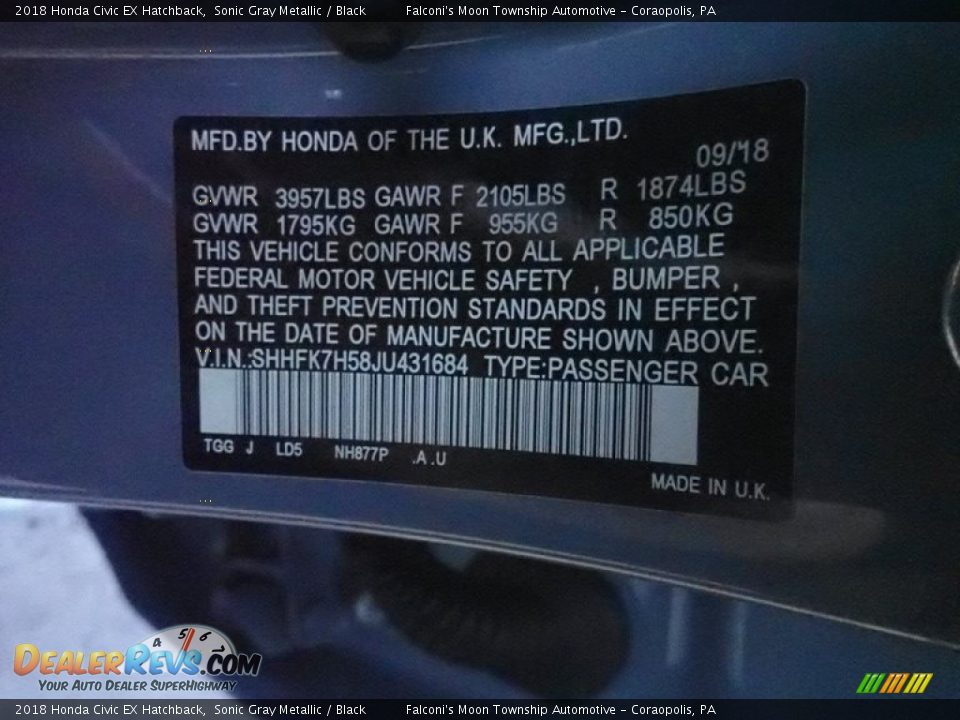 2018 Honda Civic EX Hatchback, Sonic Gray Metallic / Black Falconi's Moon Township Automotive - Coraopolis, PA
MFD.BY HONDA OF THE U.K. MFG.,LTD.
09/18
GVWR 3957LBS GAWR F 2105LBS R 1874LBS
GVWR 1795KG GAWR F 955KG R 850KG
THIS VEHICLE CONFORMS TO ALL APPLICABLE
FEDERAL MOTOR VEHICLE SAFETY , BUMPER ,
AND THEFT PREVENTION STANDARDS IN EFFECT
ON THE DATE OF MANUFACTURE SHOWN ABOVE.
V.I.N.:SHHFK7H58JU431684 TYPE:PASSENGER CAR
TGG J LD5 NH877P .A .U
MADE IN U.K.
4 5 6
DEALERREVS.COM
YOUR AUTO DEALER SUPERHIGHWAY
2018 Honda Civic EX Hatchback, Sonic Gray Metallic / Black Falconi's Moon Township Automotive - Coraopolis, PA